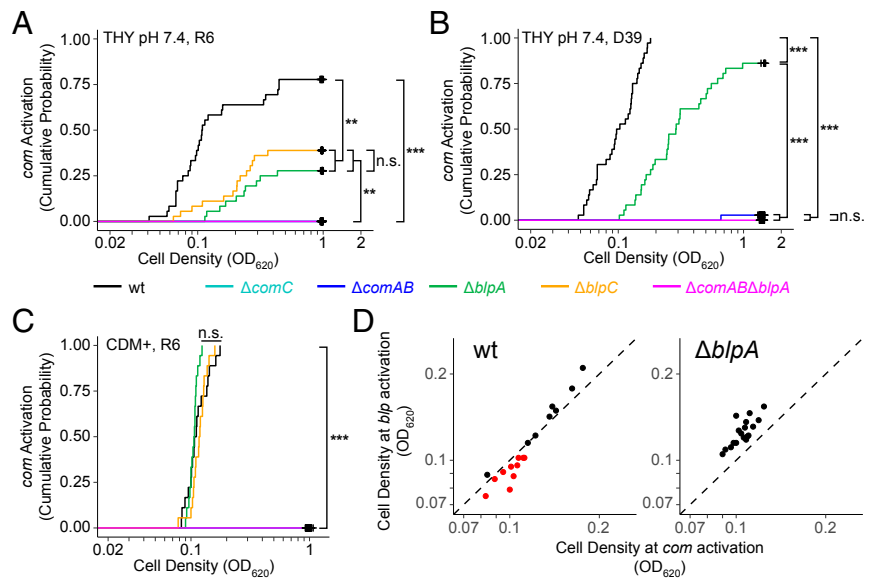 A
THY pH 7.4, R6
com Activation
(Cumulative Probability)
1.00
0.75
0.50
0.25
0.00
**
n.s.
**
***
0.02
0.1
1
2
Cell Density (OD620)
B
THY pH 7.4, D39
com Activation
(Cumulative Probability)
1.00
0.75
0.50
0.25
0.00
***
***
***
n.s.
0.02
0.1
1
2
Cell Density (OD620)
wt
ΔcomC
ΔcomAB
ΔblpA
ΔblpC
ΔcomABΔblpA
C
CDM+, R6
n.s.
com Activation
(Cumulative Probability)
1.00
0.75
0.50
0.25
0.00
***
0.02
0.1
1
Cell Density (OD620)
D
wt
ΔblpA
Cell Density at blp activation
(OD620)
0.2
0.1
0.07
0.07
0.1
0.2
0.2
0.1
0.07
0.07
0.1
0.2
Cell Density at com activation
(OD620)